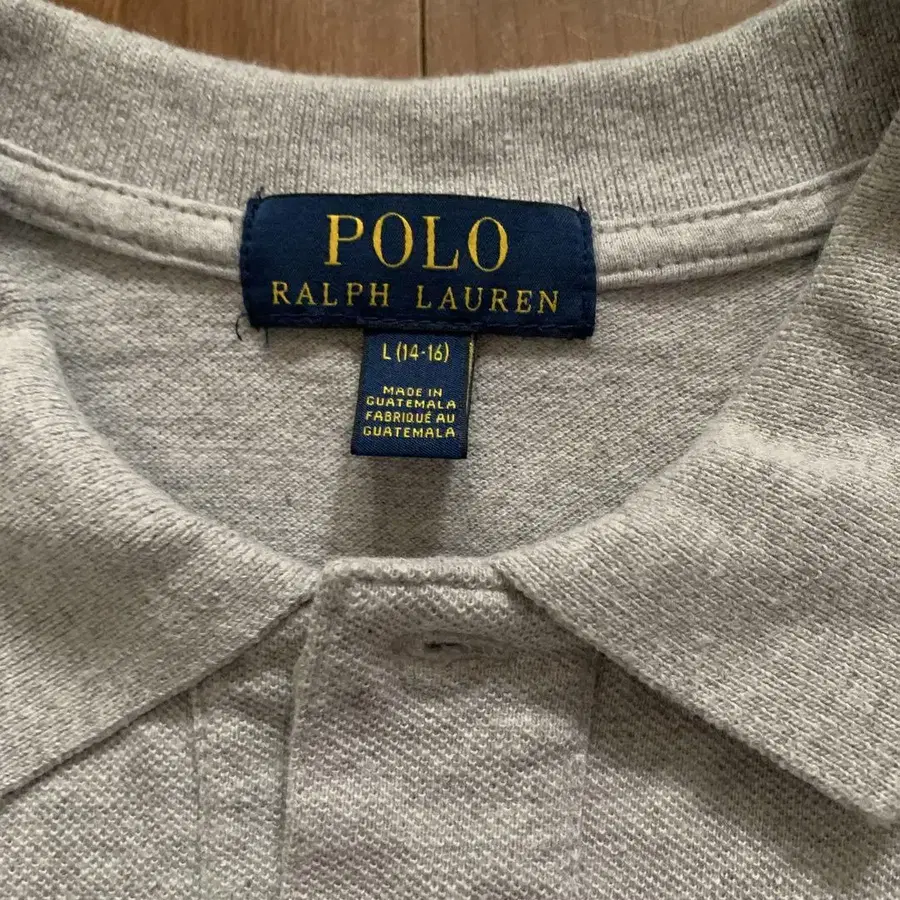 POLO
RALPH LAUREN
L (14-16)
MADE IN
GUATEMALA
FABRIQUÉ AU
GUATEMALA